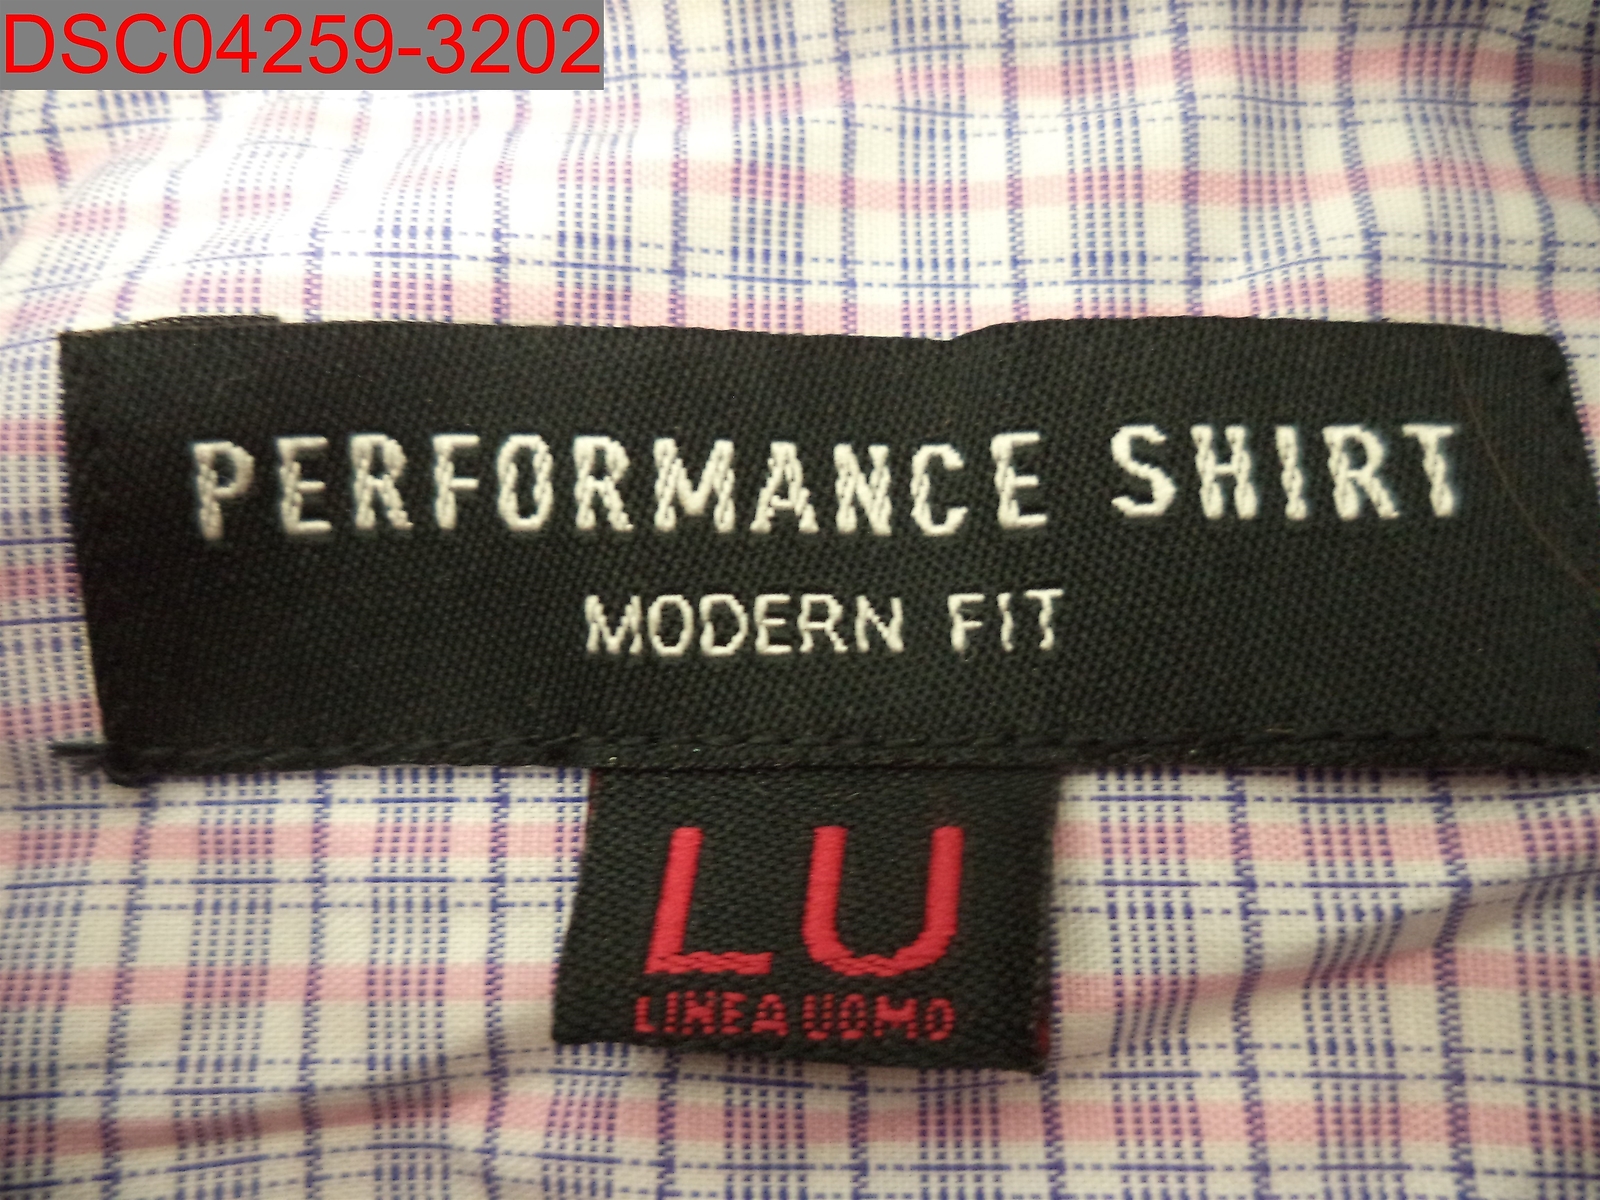 DSC04259-3202
PERFORMANCE SHIRT
MODERN FIT
LU
LINEA UOMO